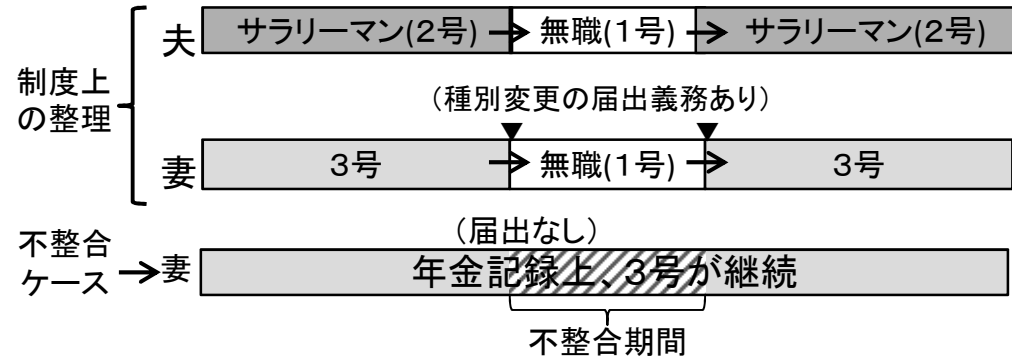 夫 サラリーマン(2号) → 無職(1号) → サラリーマン(2号)
制度上
の整理
（種別変更の届出義務あり）
妻 3号 → 無職(1号) → 3号
（届出なし）
不整合
ケース → 妻 年金記録上、3号が継続
不整合期間